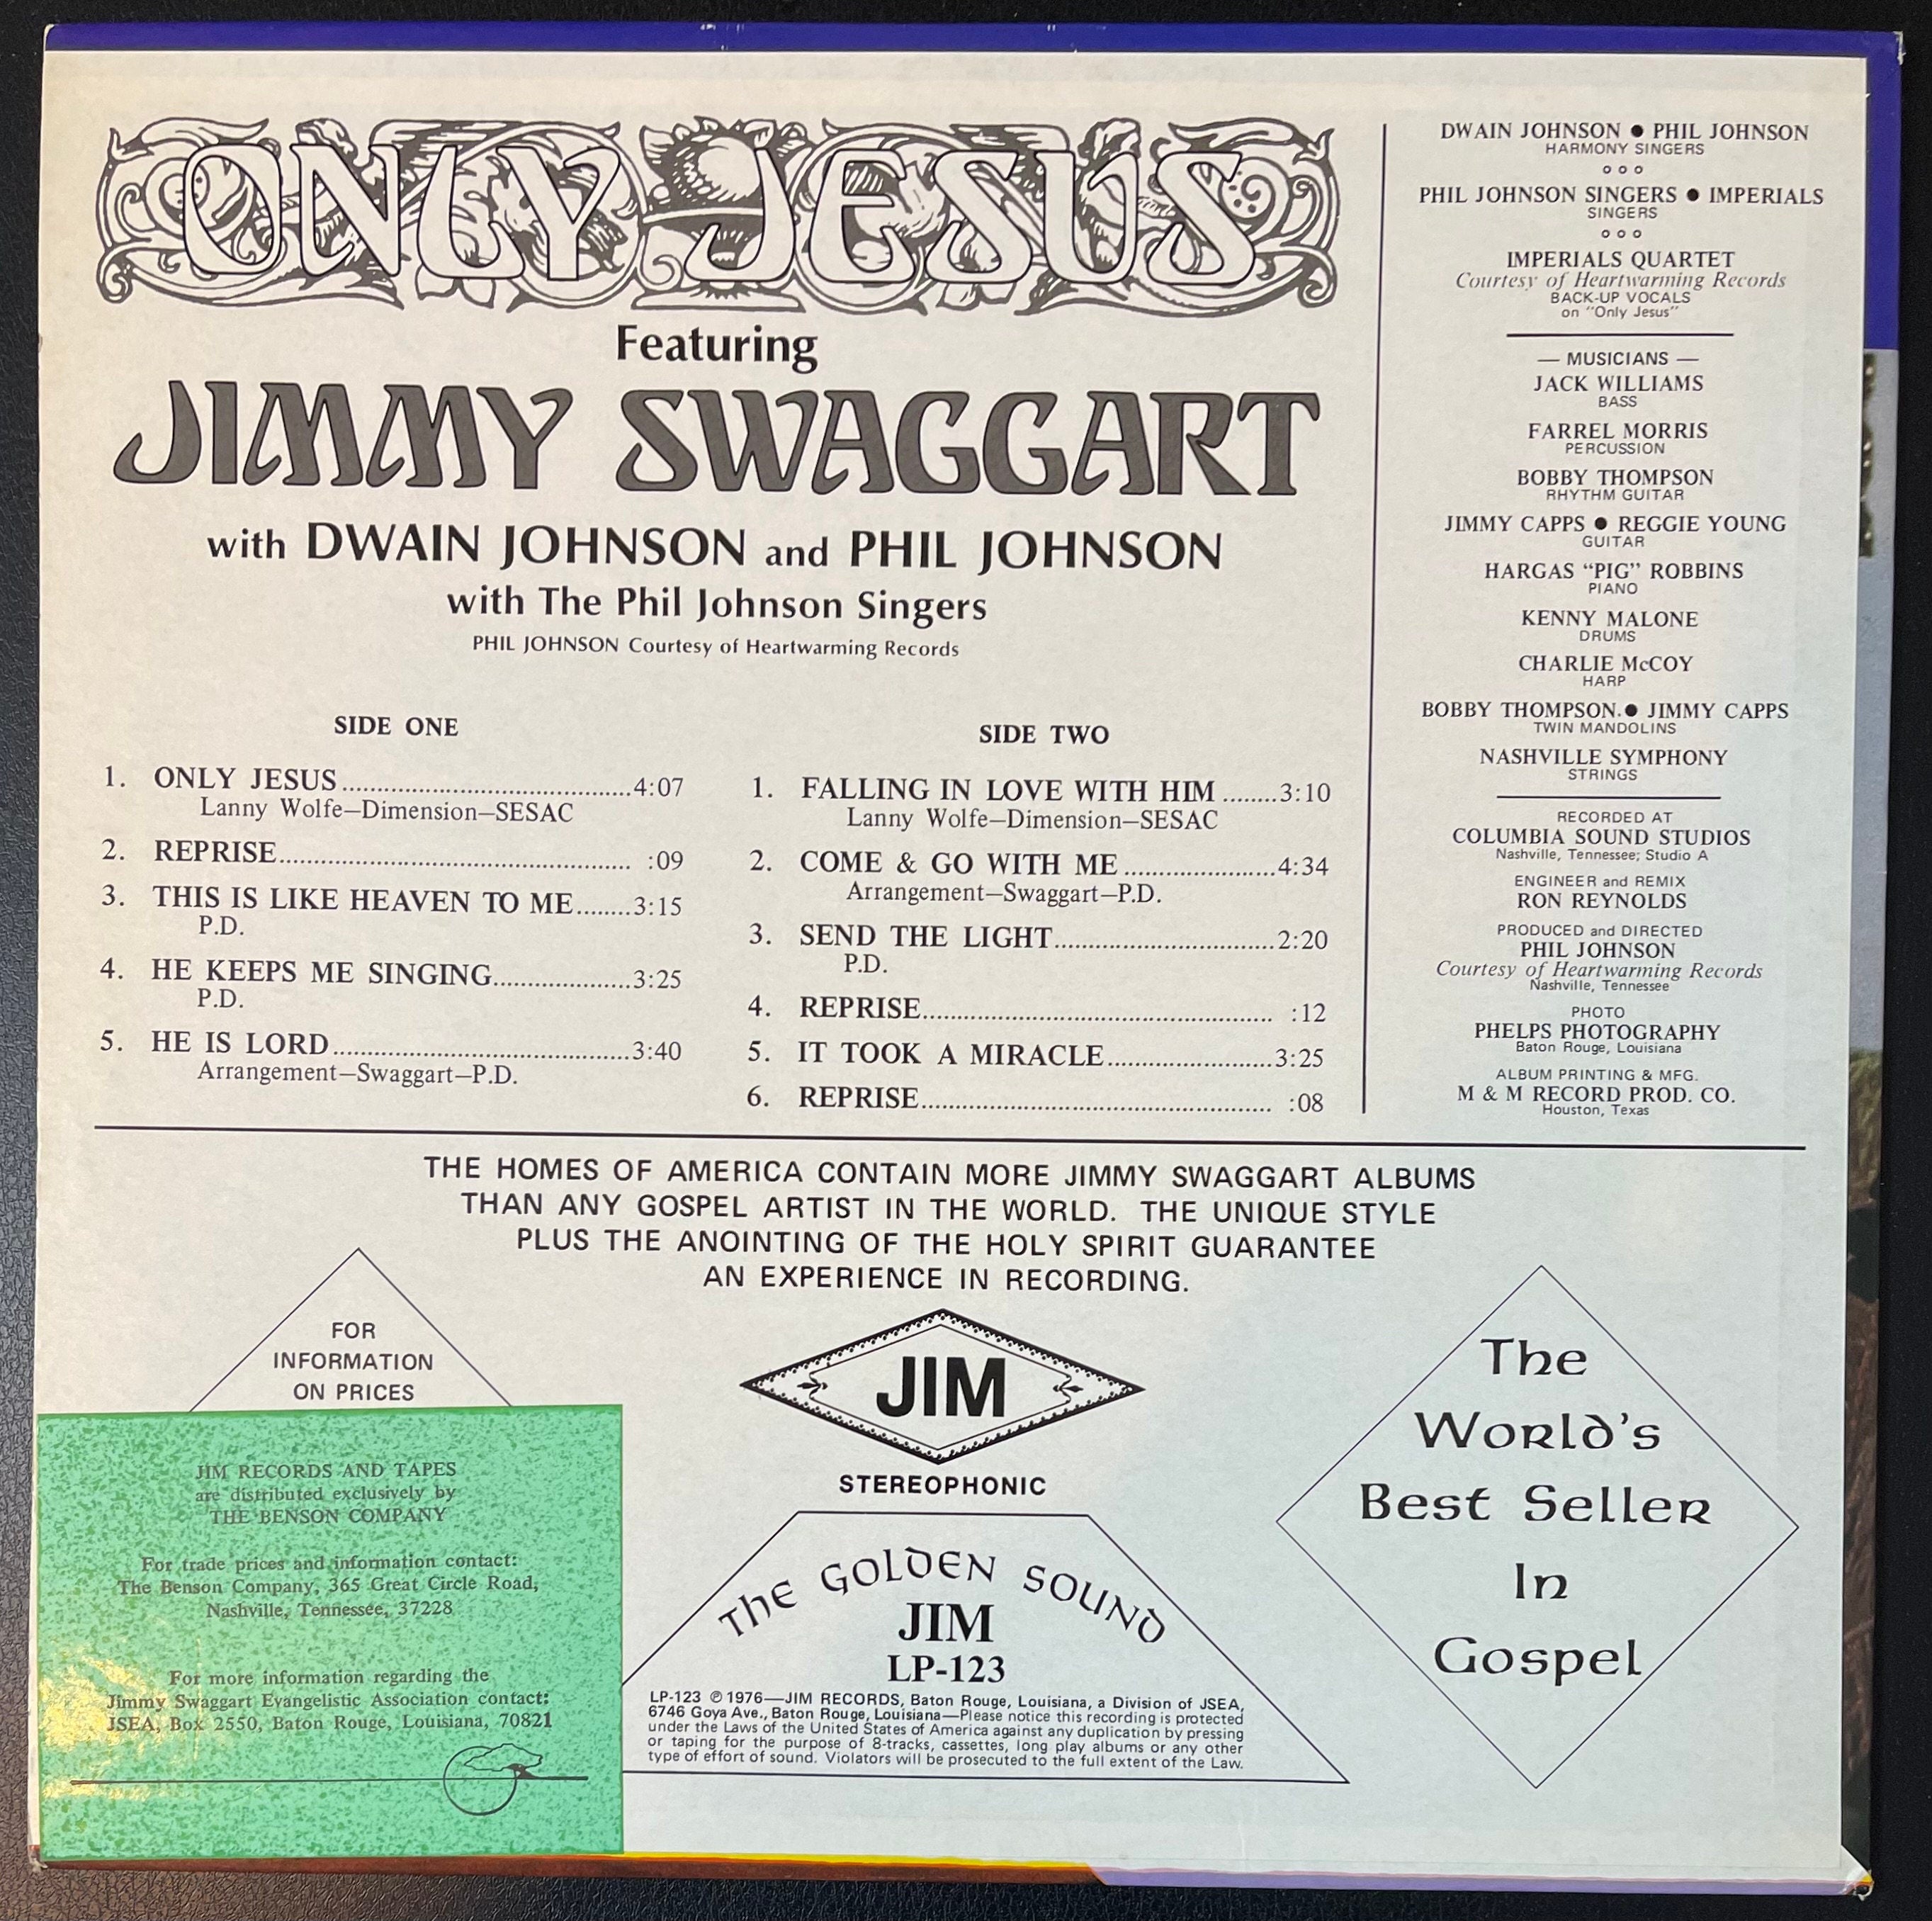 ONLY JESUS
Featuring
JIMMY SWAGGART
with DWAIN JOHNSON and PHIL JOHNSON
with The Phil Johnson Singers
PHIL JOHNSON Courtesy of Heartwarming Records
SIDE ONE
1. ONLY JESUS....................4:07
Lanny Wolfe—Dimension—SESAC
2. REPRISE.................... :09
3. THIS IS LIKE HEAVEN TO ME........3:15
P.D.
4. HE KEEPS ME SINGING....................3:25
P.D.
5. HE IS LORD....................3:40
Arrangement—Swaggart—P.D.
SIDE TWO
1. FALLING IN LOVE WITH HIM ........3:10
Lanny Wolfe—Dimension—SESAC
2. COME & GO WITH ME....................4:34
Arrangement—Swaggart—P.D.
3. SEND THE LIGHT....................2:20
P.D.
4. REPRISE.................... :12
5. IT TOOK A MIRACLE....................3:25
6. REPRISE.................... :08
DWAIN JOHNSON ● PHIL JOHNSON
HARMONY SINGERS
○ ○ ○
PHIL JOHNSON SINGERS ● IMPERIALS
SINGERS
○ ○ ○
IMPERIALS QUARTET
Courtesy of Heartwarming Records
BACK-UP VOCALS
on "Only Jesus"
— MUSICIANS —
JACK WILLIAMS
BASS
FARREL MORRIS
PERCUSSION
BOBBY THOMPSON
RHYTHM GUITAR
JIMMY CAPPS ● REGGIE YOUNG
GUITAR
HARGAS “PIG” ROBBINS
PIANO
KENNY MALONE
DRUMS
CHARLIE McCOY
HARP
BOBBY THOMPSON.● JIMMY CAPPS
TWIN MANDOLINS
NASHVILLE SYMPHONY
STRINGS
RECORDED AT
COLUMBIA SOUND STUDIOS
Nashville, Tennessee; Studio A
ENGINEER and REMIX
RON REYNOLDS
PRODUCED and DIRECTED
PHIL JOHNSON
Courtesy of Heartwarming Records
Nashville, Tennessee
PHOTO
PHELPS PHOTOGRAPHY
Baton Rouge, Louisiana
ALBUM PRINTING & MFG.
M & M RECORD PROD. CO.
Houston, Texas
THE HOMES OF AMERICA CONTAIN MORE JIMMY SWAGGART ALBUMS
THAN ANY GOSPEL ARTIST IN THE WORLD. THE UNIQUE STYLE
PLUS THE ANOINTING OF THE HOLY SPIRIT GUARANTEE
AN EXPERIENCE IN RECORDING.
FOR
INFORMATION
ON PRICES
JIM RECORDS AND TAPES
are distributed exclusively by
THE BENSON COMPANY
For trade prices and information contact:
The Benson Company, 365 Great Circle Road,
Nashville, Tennessee, 37228
For more information regarding the
Jimmy Swaggart Evangelistic Association contact:
JSEA, Box 2550, Baton Rouge, Louisiana, 70821
JIM
STEREOPHONIC
The GOLDEN SOUND
JIM
LP-123
LP-123 ℗ 1976—JIM RECORDS, Baton Rouge, Louisiana, a Division of JSEA,
6746 Goya Ave., Baton Rouge, Louisiana—Please notice this recording is protected
under the Laws of the United States of America against any duplication by pressing
or taping for the purpose of 8-tracks, cassettes, long play albums or any other
type of effort of sound. Violators will be prosecuted to the full extent of the Law.
The
World's
Best Seller
In
Gospel